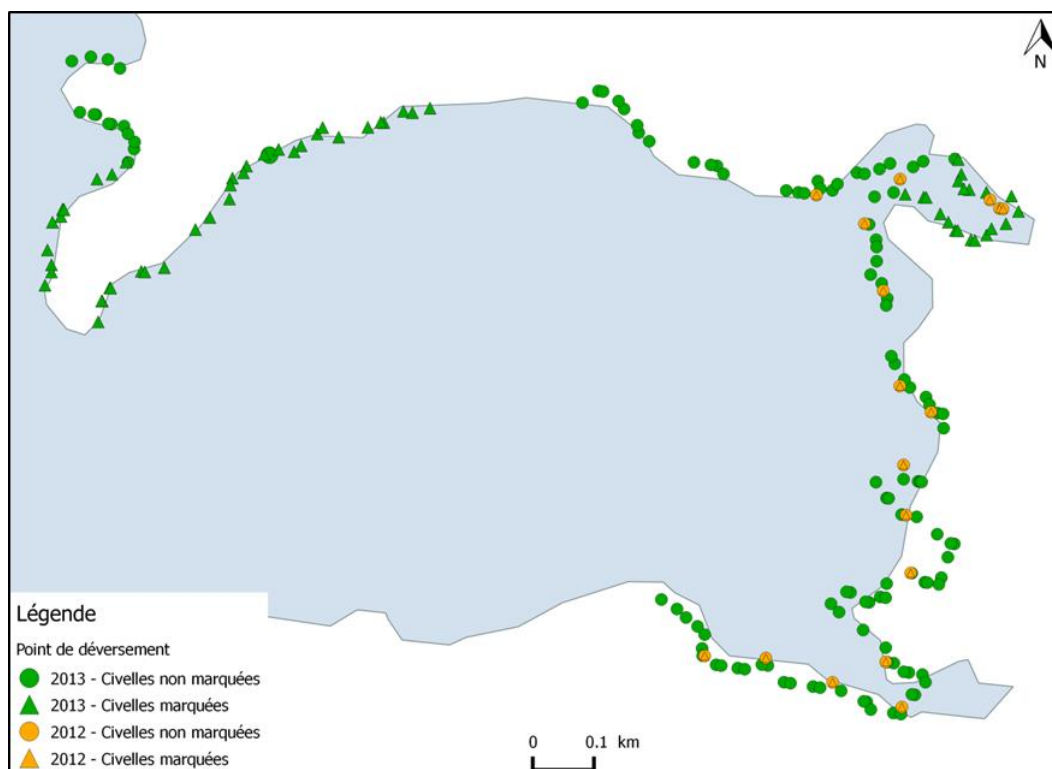 N
Légende
Point de déversement
2013 - Civelles non marquées
2013 - Civelles marquées
2012 - Civelles non marquées
2012 - Civelles marquées
0 0.1 km